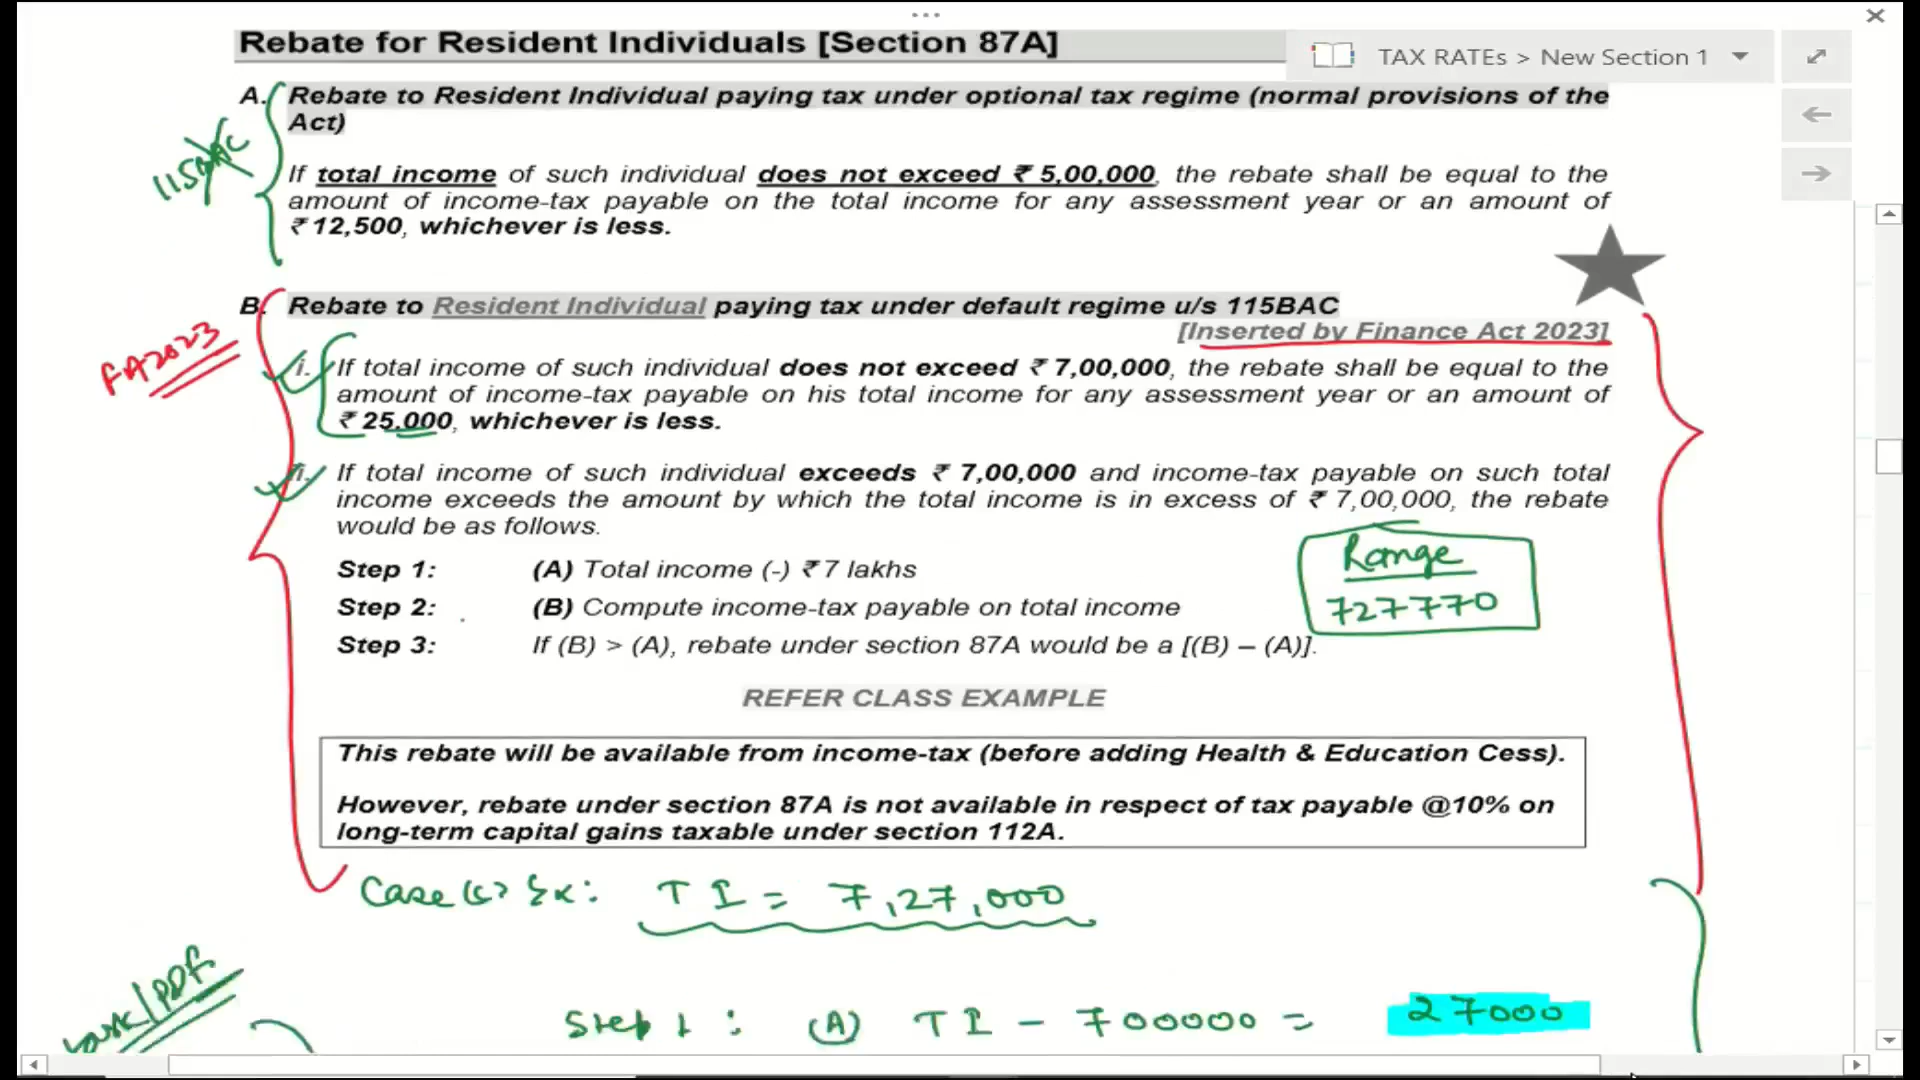 Rebate for Resident Individuals [Section 87A]
TAX RATEs > New Section 1
A. Rebate to Resident Individual paying tax under optional tax regime (normal provisions of the
Act)
115BAC
If total income of such individual does not exceed ₹ 5,00,000, the rebate shall be equal to the
amount of income-tax payable on the total income for any assessment year or an amount of
₹ 12,500, whichever is less.
B. Rebate to Resident Individual paying tax under default regime u/s 115BAC
[Inserted by Finance Act 2023]
FA2023
i. If total income of such individual does not exceed ₹ 7,00,000, the rebate shall be equal to the
amount of income-tax payable on his total income for any assessment year or an amount of
₹ 25,000, whichever is less.
ii. If total income of such individual exceeds ₹ 7,00,000 and income-tax payable on such total
income exceeds the amount by which the total income is in excess of ₹ 7,00,000, the rebate
would be as follows.
Range
727770
Step 1: (A) Total income (-) ₹ 7 lakhs
Step 2: (B) Compute income-tax payable on total income
Step 3: If (B) > (A), rebate under section 87A would be a [(B) – (A)].
REFER CLASS EXAMPLE
This rebate will be available from income-tax (before adding Health & Education Cess).
However, rebate under section 87A is not available in respect of tax payable @10% on
long-term capital gains taxable under section 112A.
Case (c) Ex: TI = 7,27,000
/PDF
Step 1 : (A) TI - 700000 = 27000